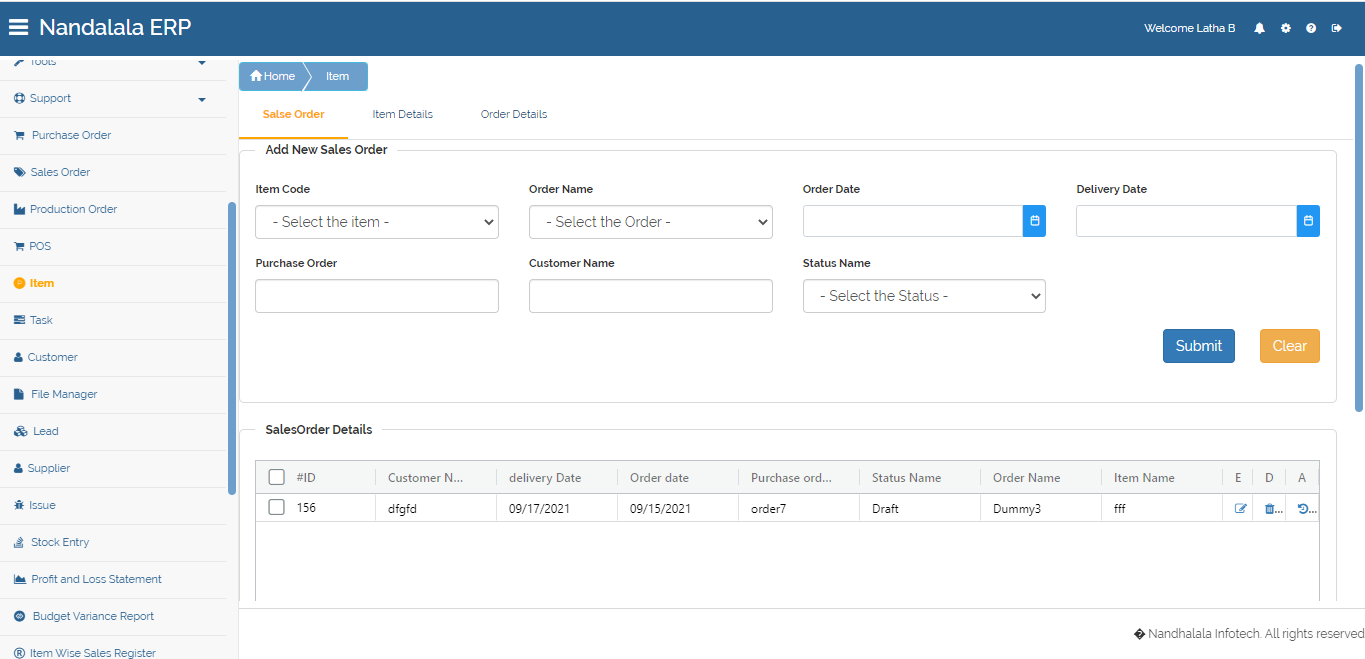 Nandalala ERP
Welcome Latha B
Tools
Support
Purchase Order
Sales Order
Production Order
POS
Item
Task
Customer
File Manager
Lead
Supplier
Issue
Stock Entry
Profit and Loss Statement
Budget Variance Report
Item Wise Sales Register
Home Item
Salse Order Item Details Order Details
Add New Sales Order
Item Code Order Name Order Date Delivery Date
- Select the item - - Select the Order -
Purchase Order Customer Name Status Name
- Select the Status -
Submit Clear
SalesOrder Details
#ID Customer N... delivery Date Order date Purchase ord... Status Name Order Name Item Name E D A
156 dfgfd 09/17/2021 09/15/2021 order7 Draft Dummy3 fff ... ...
� Nandhalala Infotech. All rights reserved